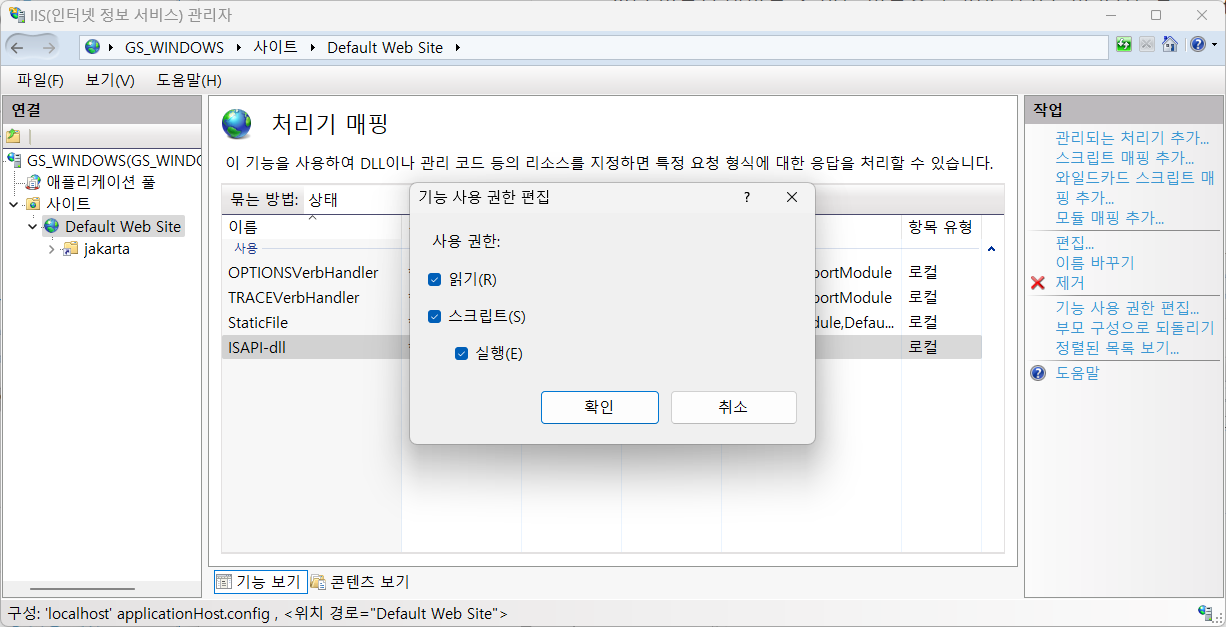 IIS(인터넷 정보 서비스) 관리자
GS_WINDOWS 사이트 Default Web Site
파일(F) 보기(V) 도움말(H)
연결
GS_WINDOWS(GS_WINDO
애플리케이션 풀
사이트
Default Web Site
jakarta
처리기 매핑
이 기능을 사용하여 DLL이나 관리 코드 등의 리소스를 지정하면 특정 요청 형식에 대한 응답을 처리할 수 있습니다.
묶는 방법: 상태
이름 항목 유형
사용
OPTIONSVerbHandler portModule 로컬
TRACEVerbHandler portModule 로컬
StaticFile dule,Defau... 로컬
ISAPI-dll 로컬
기능 사용 권한 편집 ?
사용 권한:
읽기(R)
스크립트(S)
실행(E)
확인 취소
기능 보기 콘텐츠 보기
작업
관리되는 처리기 추가...
스크립트 매핑 추가...
와일드카드 스크립트 매
핑 추가...
모듈 매핑 추가...
편집...
이름 바꾸기
제거
기능 사용 권한 편집...
부모 구성으로 되돌리기
정렬된 목록 보기...
도움말
구성: 'localhost' applicationHost.config , <위치 경로="Default Web Site">